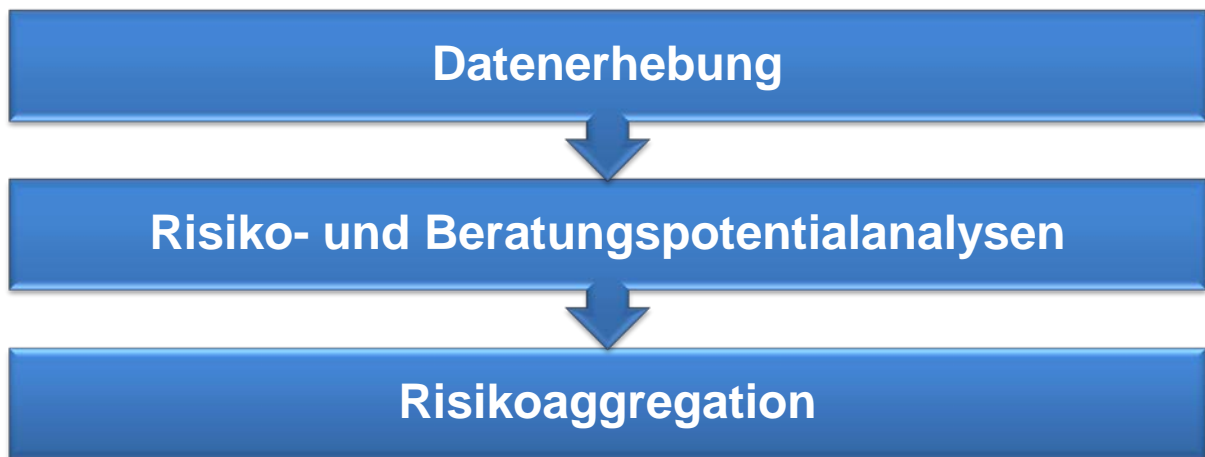 Datenerhebung
Risiko- und Beratungspotentialanalysen
Risikoaggregation